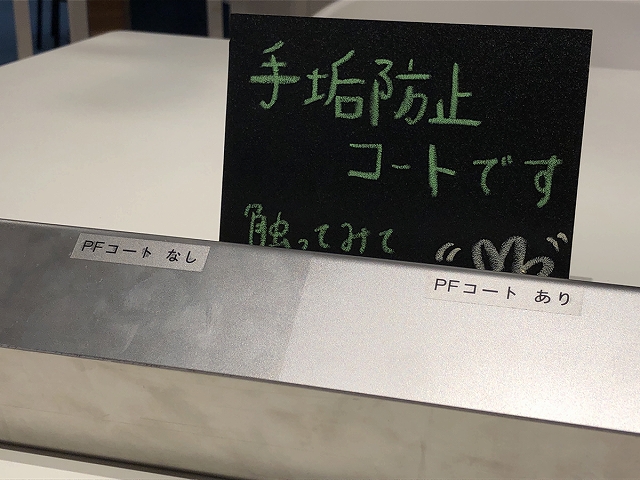 手垢防止
コートです
触ってみて
PFコート なし
PFコート あり